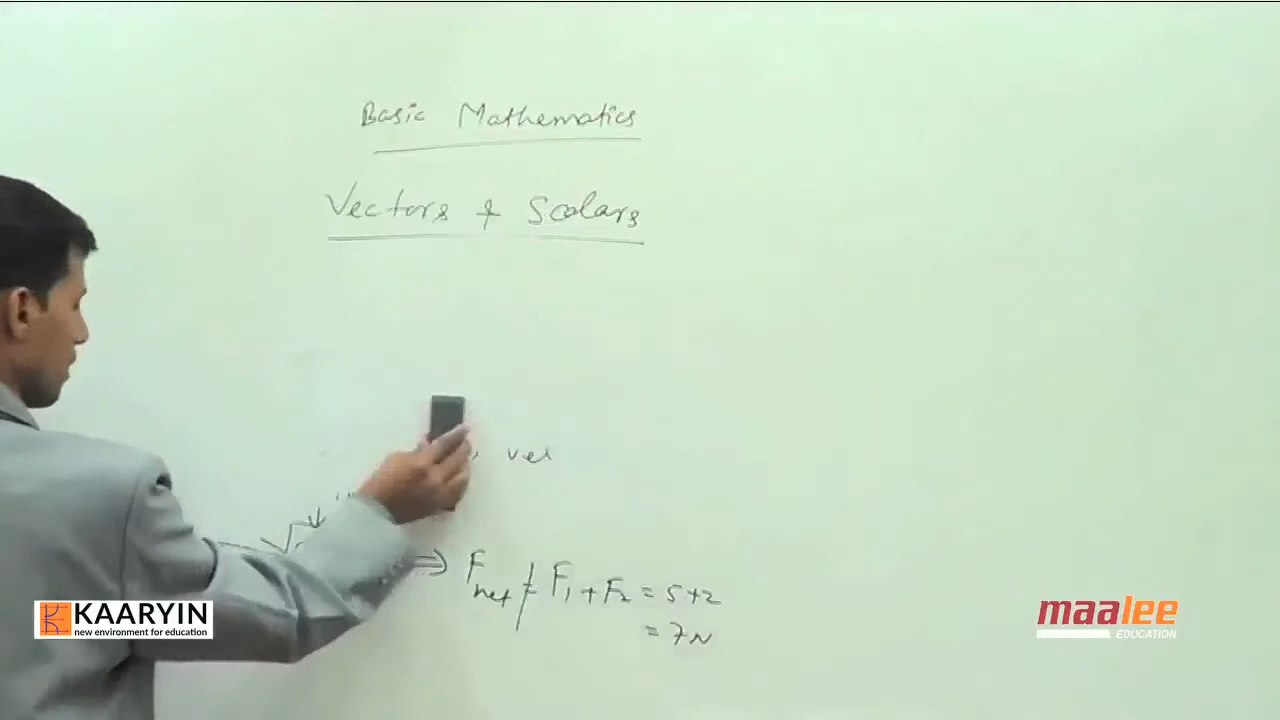 Basic Mathematics
Vectors & Scalars
vel
⇒ Fnet ≠ F₁ + F₂ = 5+2
= 7N
KAARYIN
new environment for education
maalee
EDUCATION